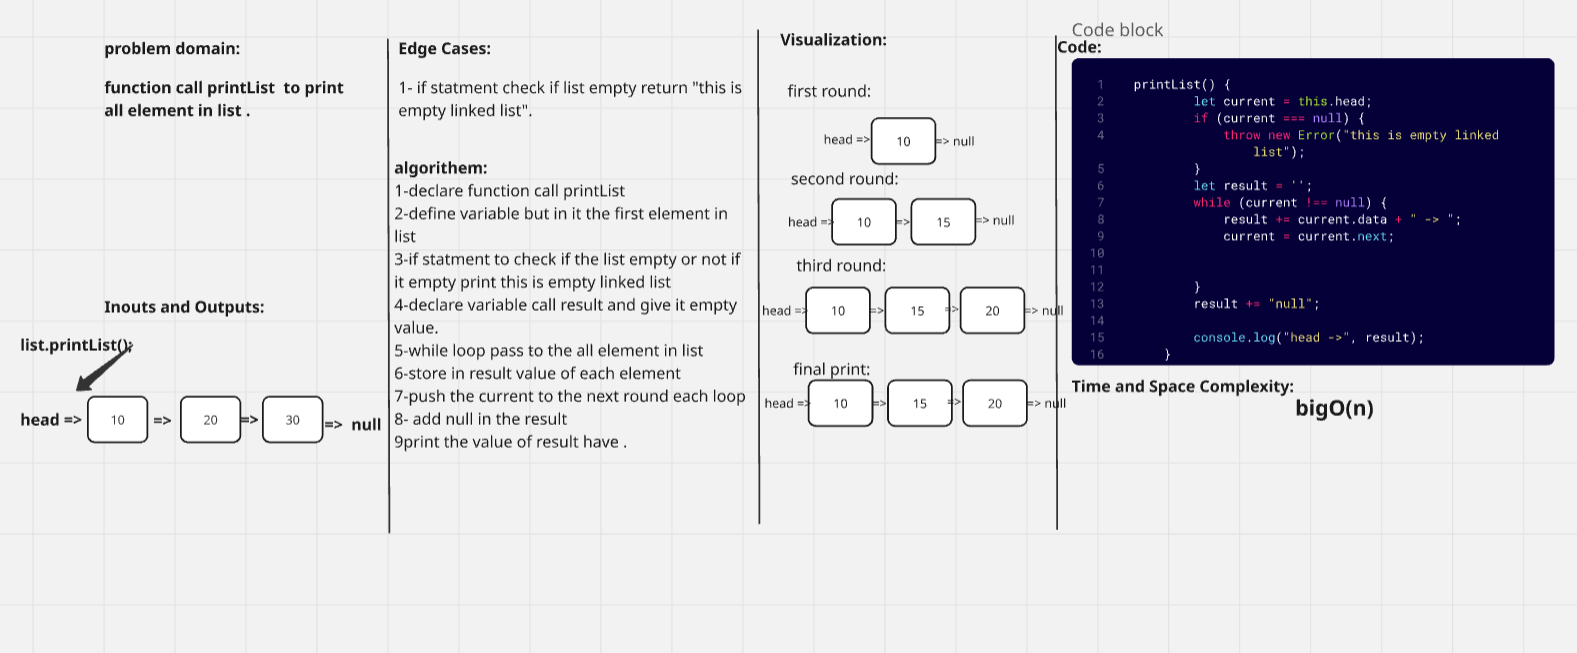 problem domain:
function call printList  to print
all element in list .
Inouts and Outputs:
list.printList();
head => 10 => 20 => 30 => null
Edge Cases:
1- if statment check if list empty return "this is
empty linked list".
algorithem:
1-declare function call printList
2-define variable but in it the first element in
list
3-if statment to check if the list empty or not if
it empty print this is empty linked list
4-declare variable call result and give it empty
value.
5-while loop pass to the all element in list
6-store in result value of each element
7-push the current to the next round each loop
8- add null in the result
9print the value of result have .
Visualization:
first round:
head => 10 => null
second round:
head => 10 => 15 => null
third round:
head => 10 => 15 => 20 => null
final print:
head => 10 => 15 => 20 => null
Code block
Code:
1 printList() {
2 let current = this.head;
3 if (current === null) {
4 throw new Error("this is empty linked
list");
5 }
6 let result = '';
7 while (current !== null) {
8 result += current.data + " -> ";
9 current = current.next;
10
11
12 }
13 result += "null";
14
15 console.log("head ->", result);
16 }
Time and Space Complexity:
bigO(n)